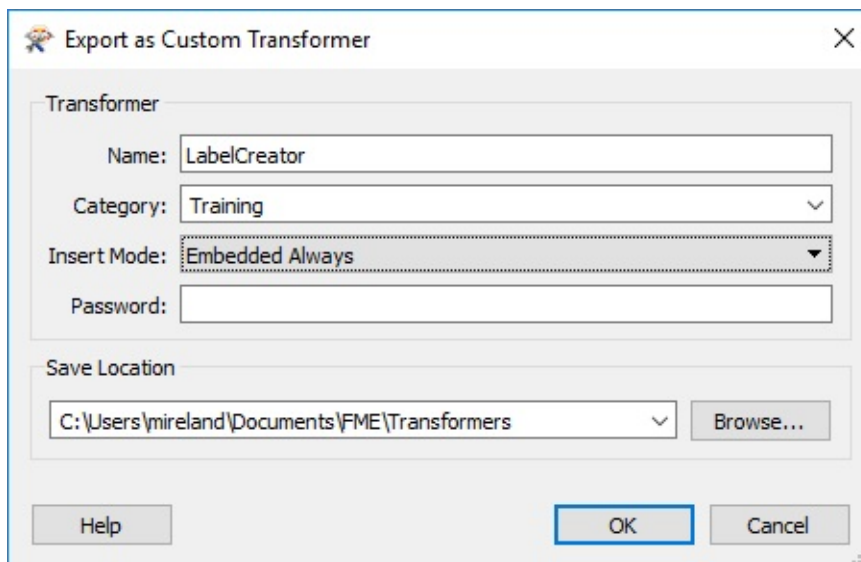 Export as Custom Transformer
Transformer
Name: LabelCreator
Category: Training
Insert Mode: Embedded Always
Password:
Save Location
C:\Users\mireland\Documents\FME\Transformers Browse...
Help OK Cancel